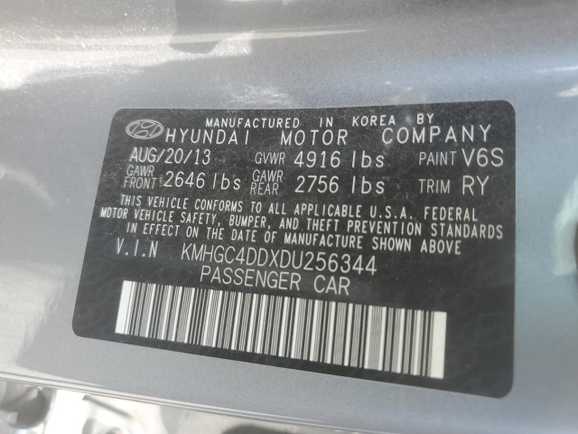 MANUFACTURED IN KOREA BY
HYUNDAI MOTOR COMPANY
AUG/20/13 GVWR 4916 lbs PAINT V6S
GAWR FRONT 2646 lbs GAWR REAR 2756 lbs TRIM RY
THIS VEHICLE CONFORMS TO ALL APPLICABLE U.S.A. FEDERAL
MOTOR VEHICLE SAFETY, BUMPER, AND THEFT PREVENTION STANDARDS
IN EFFECT ON THE DATE OF MANUFACTURE SHOWN ABOVE
V.I.N KMHGC4DDXDU256344
PASSENGER CAR